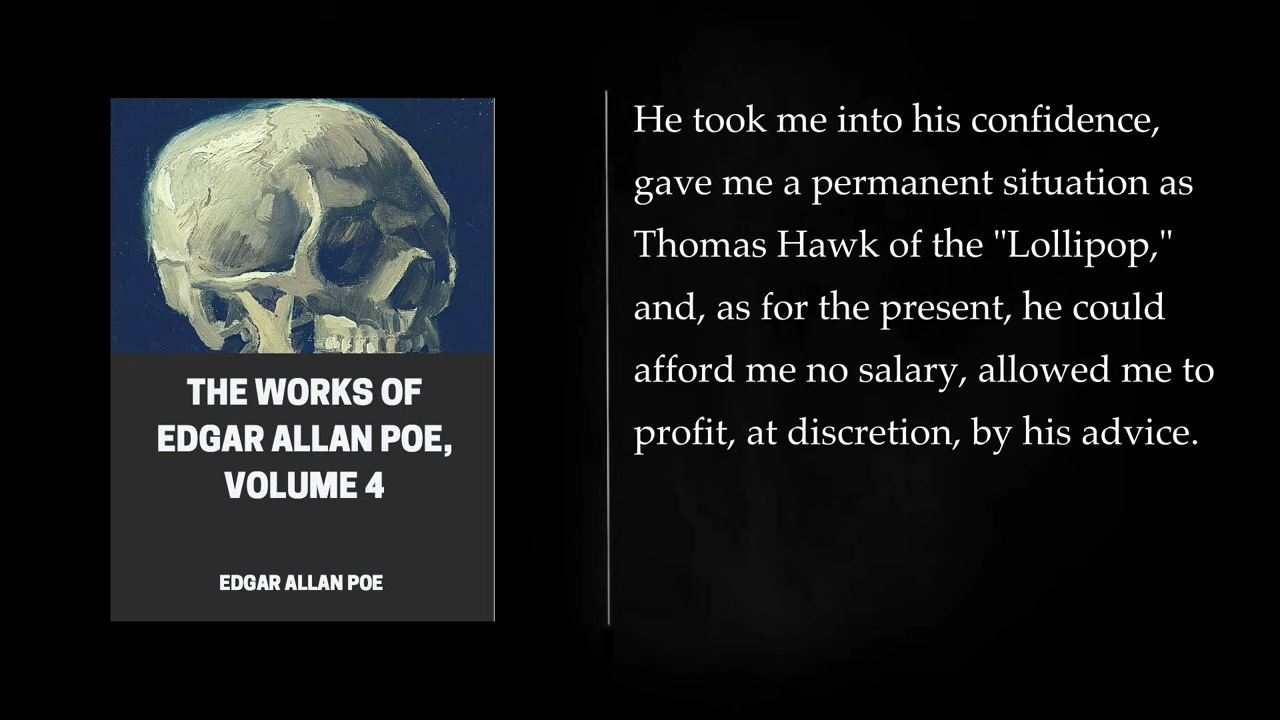 THE WORKS OF
EDGAR ALLAN POE,
VOLUME 4
EDGAR ALLAN POE
He took me into his confidence,
gave me a permanent situation as
Thomas Hawk of the "Lollipop,"
and, as for the present, he could
afford me no salary, allowed me to
profit, at discretion, by his advice.